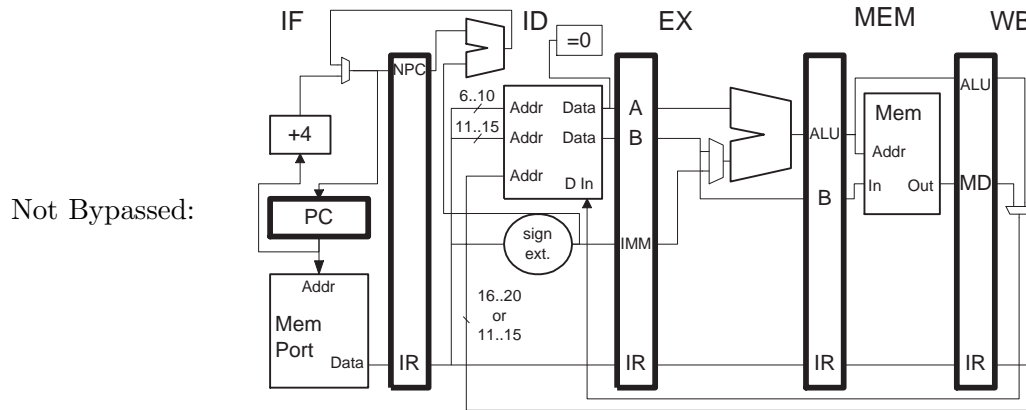 IF
ID
EX
MEM
WB
=0
NPC
6..10
Addr
Data
A
ALU
Mem
11..15
Addr
Data
B
ALU
+4
Addr
Addr
D In
In
Out
MD
Not Bypassed:
PC
B
sign
ext.
IMM
Addr
16..20
or
11..15
Mem
Port
Data
IR
IR
IR
IR